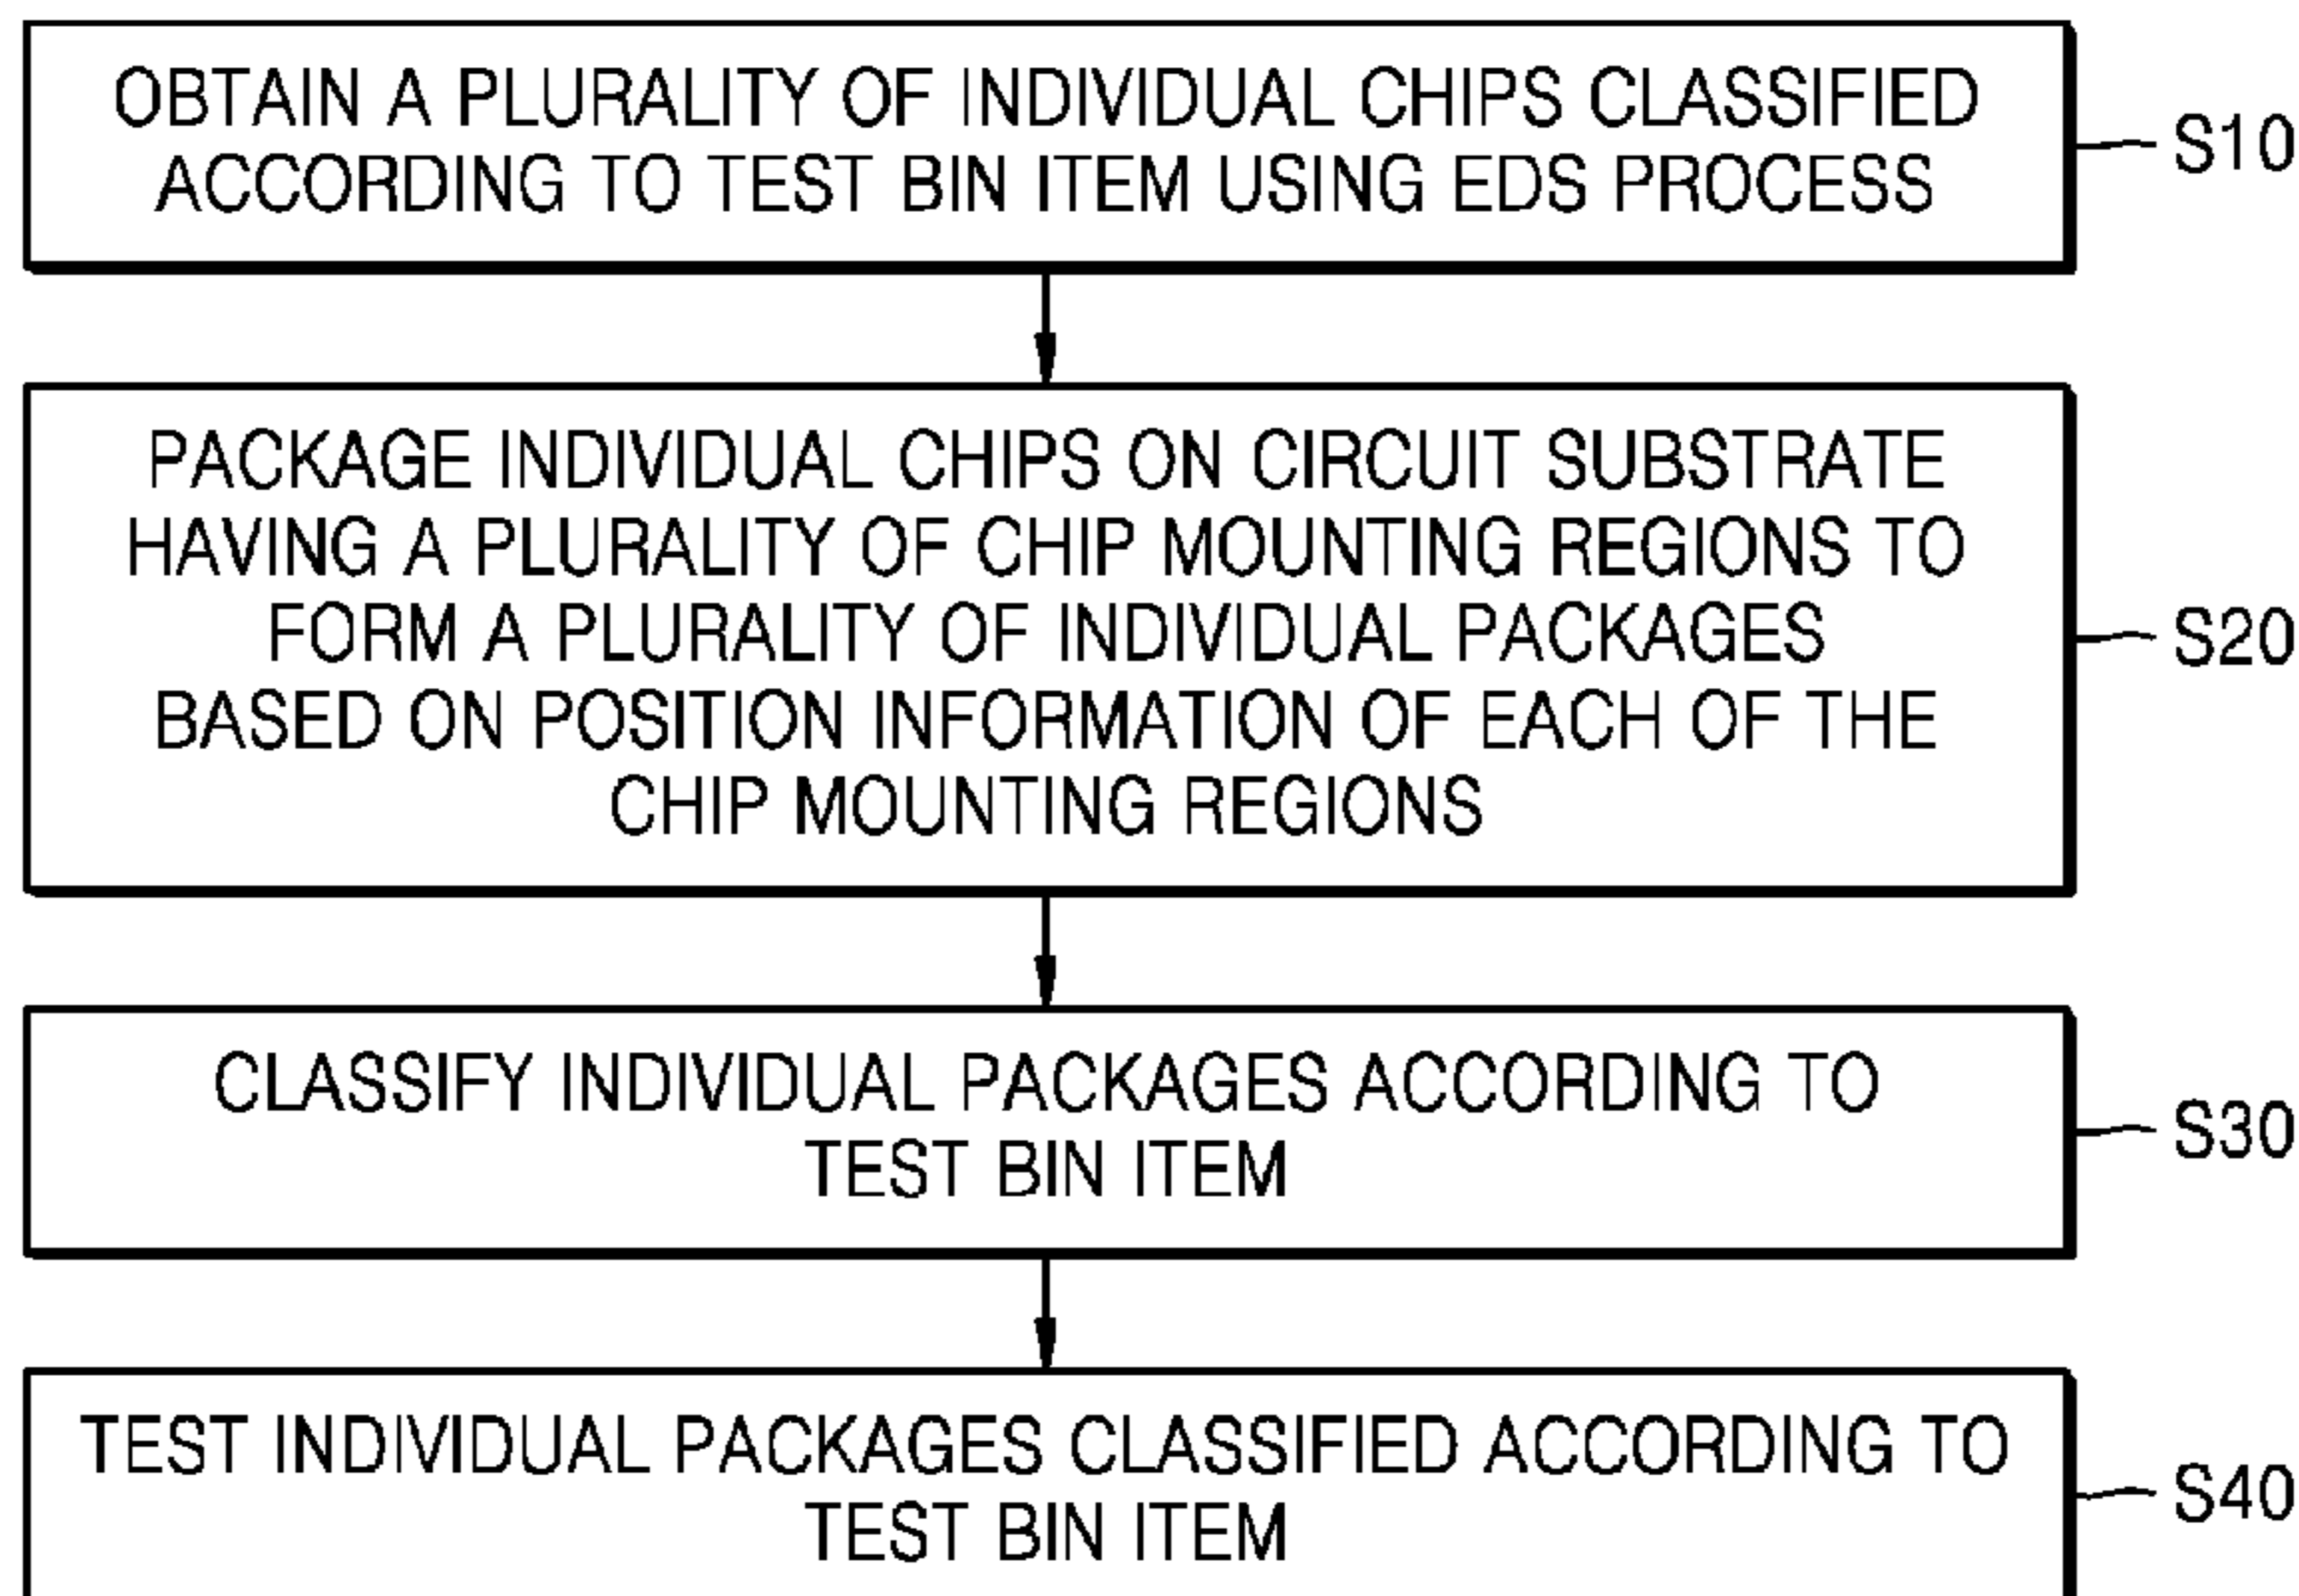 OBTAIN A PLURALITY OF INDIVIDUAL CHIPS CLASSIFIED
ACCORDING TO TEST BIN ITEM USING EDS PROCESS
S10
PACKAGE INDIVIDUAL CHIPS ON CIRCUIT SUBSTRATE
HAVING A PLURALITY OF CHIP MOUNTING REGIONS TO
FORM A PLURALITY OF INDIVIDUAL PACKAGES
BASED ON POSITION INFORMATION OF EACH OF THE
CHIP MOUNTING REGIONS
S20
CLASSIFY INDIVIDUAL PACKAGES ACCORDING TO
TEST BIN ITEM
S30
TEST INDIVIDUAL PACKAGES CLASSIFIED ACCORDING TO
TEST BIN ITEM
S40